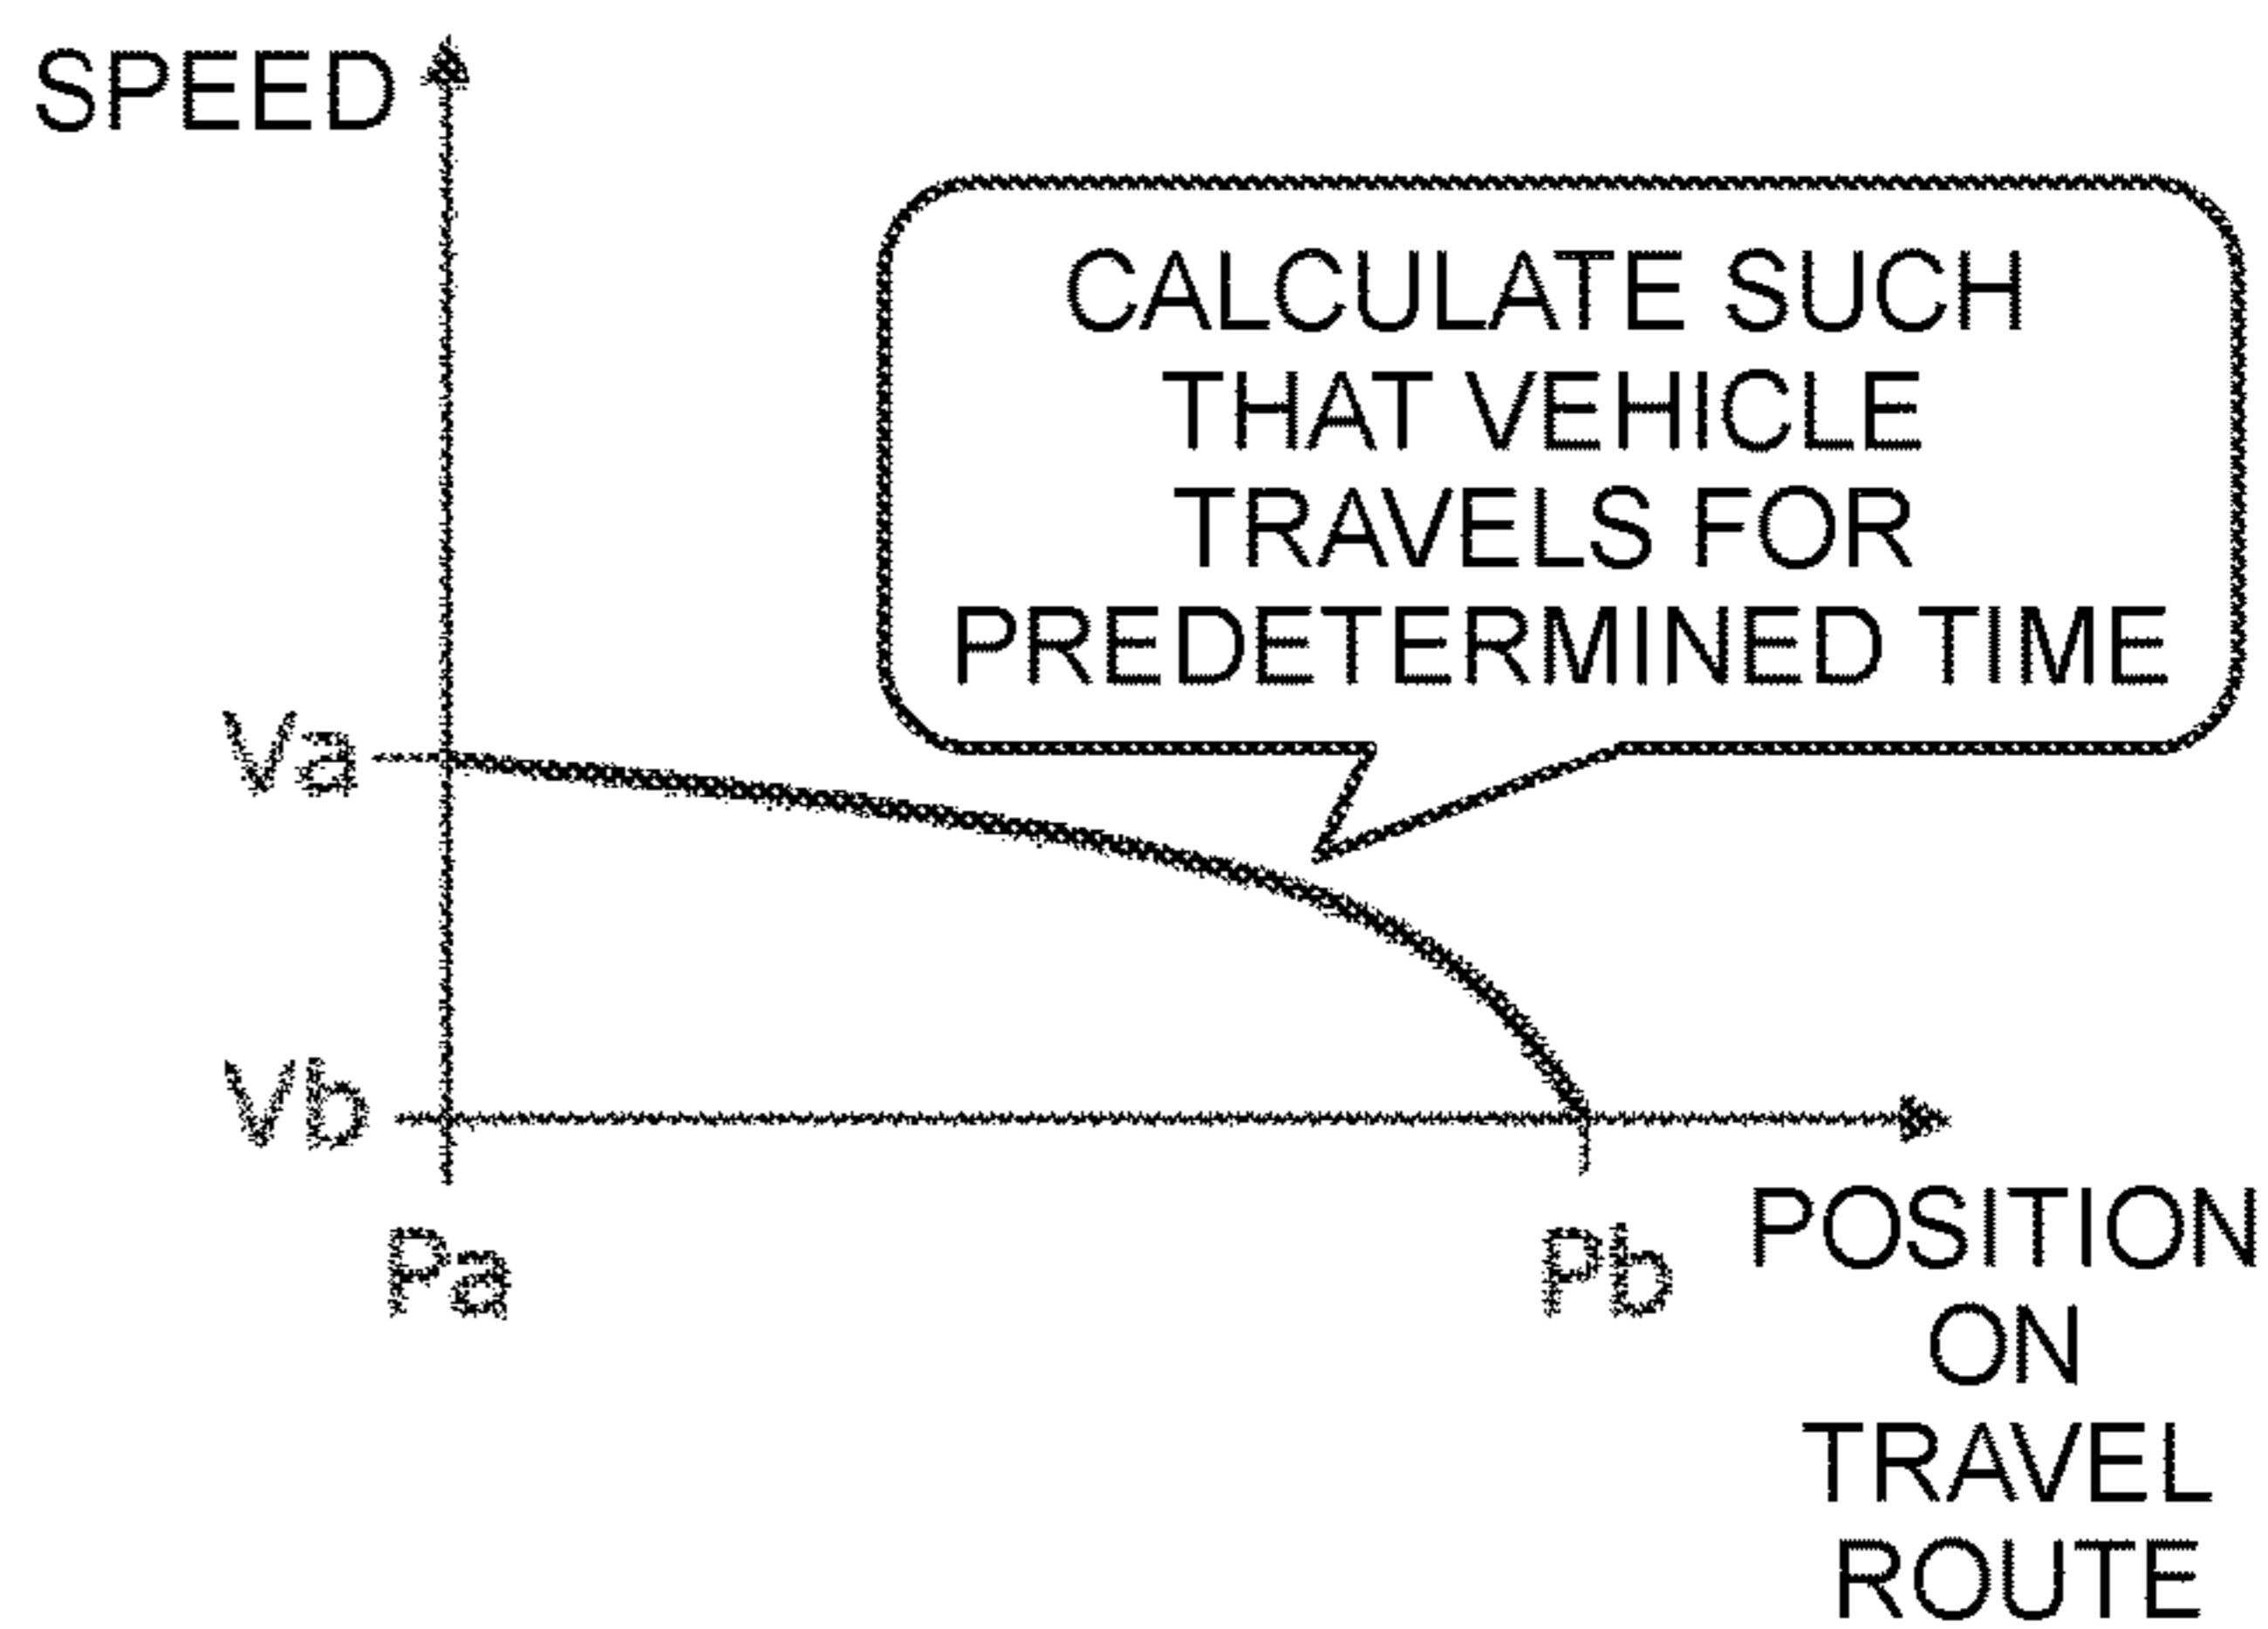 SPEED
CALCULATE SUCH
THAT VEHICLE
TRAVELS FOR
PREDETERMINED TIME
Va
Vb
Pa
Pb
POSITION
ON
TRAVEL
ROUTE